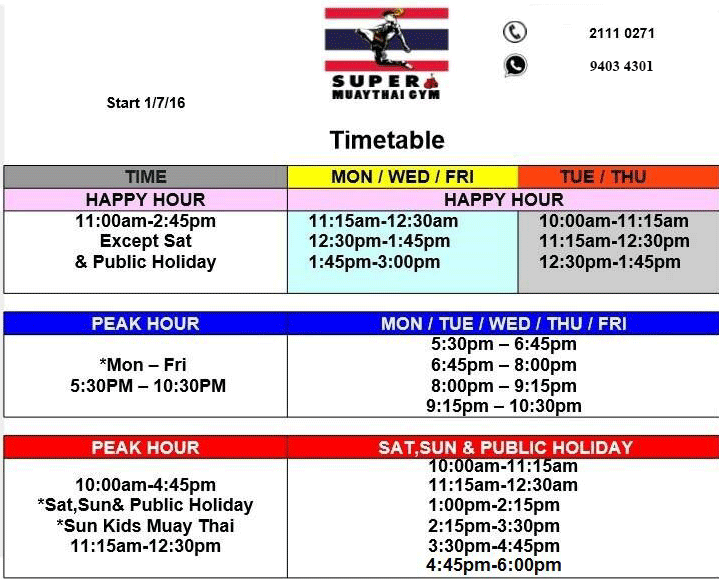 2111 0271
SUPER
MUAYTHAI GYM
9403 4301
Start 1/7/16
Timetable
TIME MON / WED / FRI TUE / THU
HAPPY HOUR HAPPY HOUR
11:00am-2:45pm 11:15am-12:30am 10:00am-11:15am
Except Sat 12:30pm-1:45pm 11:15am-12:30pm
& Public Holiday 1:45pm-3:00pm 12:30pm-1:45pm
PEAK HOUR MON / TUE / WED / THU / FRI
5:30pm – 6:45pm
*Mon – Fri 6:45pm – 8:00pm
5:30PM – 10:30PM 8:00pm – 9:15pm
9:15pm – 10:30pm
PEAK HOUR SAT,SUN & PUBLIC HOLIDAY
10:00am-11:15am
10:00am-4:45pm 11:15am-12:30am
*Sat,Sun& Public Holiday 1:00pm-2:15pm
*Sun Kids Muay Thai 2:15pm-3:30pm
11:15am-12:30pm 3:30pm-4:45pm
4:45pm-6:00pm